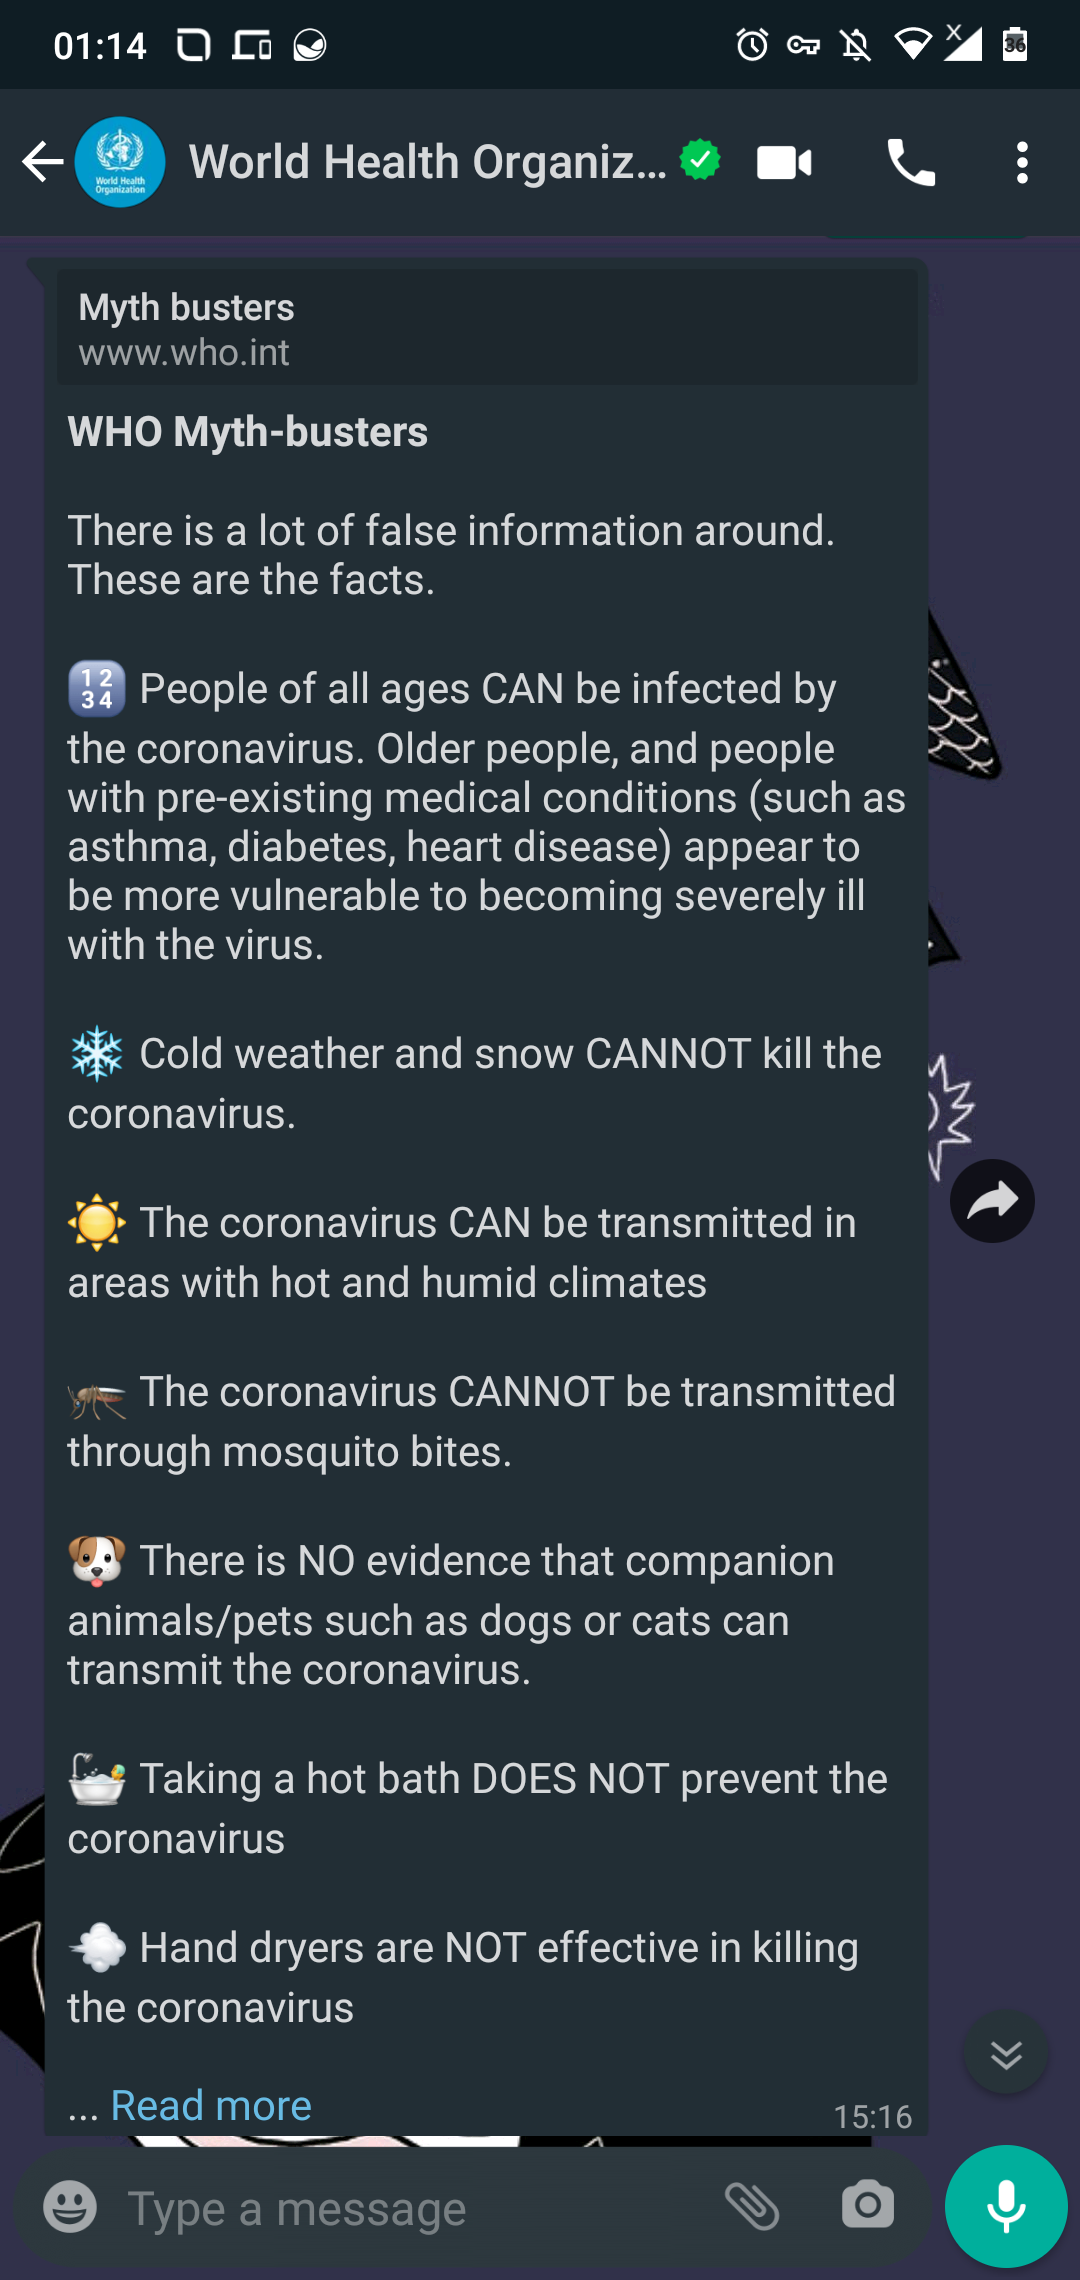 01:14
36
World Health Organiz...
World Health
Organization
Myth busters
www.who.int
WHO Myth-busters
There is a lot of false information around.
These are the facts.
🔢 People of all ages CAN be infected by
the coronavirus. Older people, and people
with pre-existing medical conditions (such as
asthma, diabetes, heart disease) appear to
be more vulnerable to becoming severely ill
with the virus.
❄️ Cold weather and snow CANNOT kill the
coronavirus.
☀️ The coronavirus CAN be transmitted in
areas with hot and humid climates
🦟 The coronavirus CANNOT be transmitted
through mosquito bites.
🐶 There is NO evidence that companion
animals/pets such as dogs or cats can
transmit the coronavirus.
🛀 Taking a hot bath DOES NOT prevent the
coronavirus
💨 Hand dryers are NOT effective in killing
the coronavirus
... Read more
15:16
Type a message